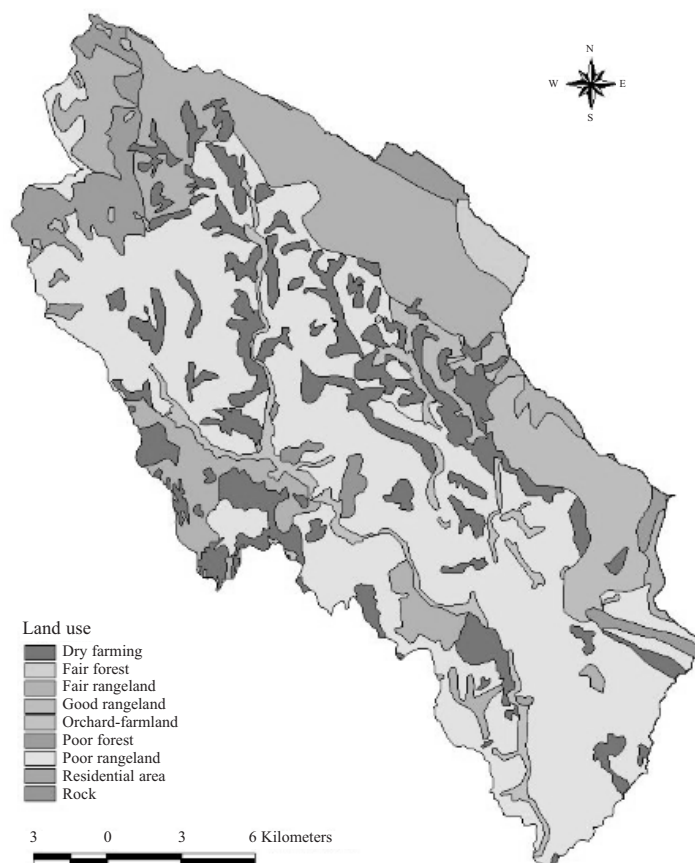 N
W E
S
Land use
Dry farming
Fair forest
Fair rangeland
Good rangeland
Orchard-farmland
Poor forest
Poor rangeland
Residential area
Rock
3 0 3 6 Kilometers